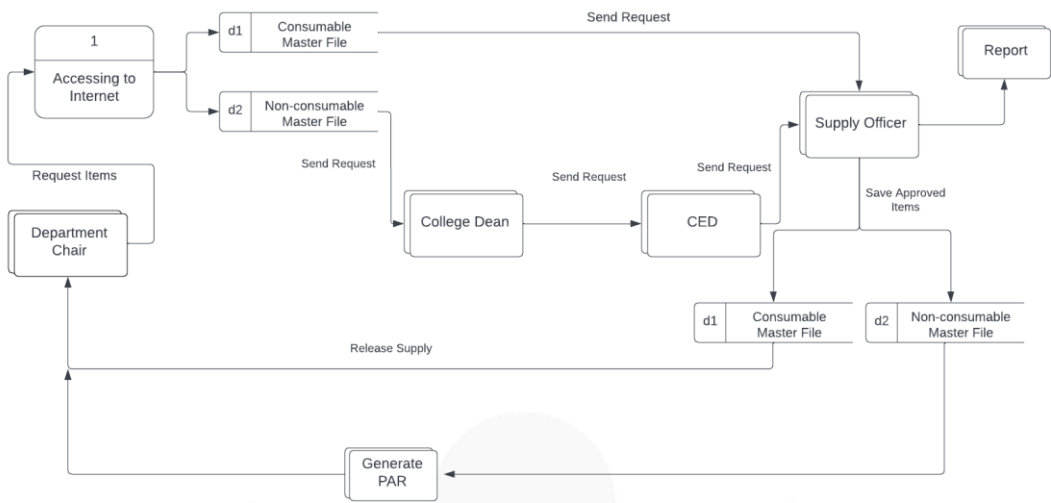 Send Request
1
Accessing to
Internet
d1
Consumable
Master File
d2
Non-consumable
Master File
Report
Supply Officer
Send Request
Send Request
Send Request
Request Items
Department
Chair
College Dean
CED
Save Approved
Items
d1
Consumable
Master File
d2
Non-consumable
Master File
Release Supply
Generate
PAR